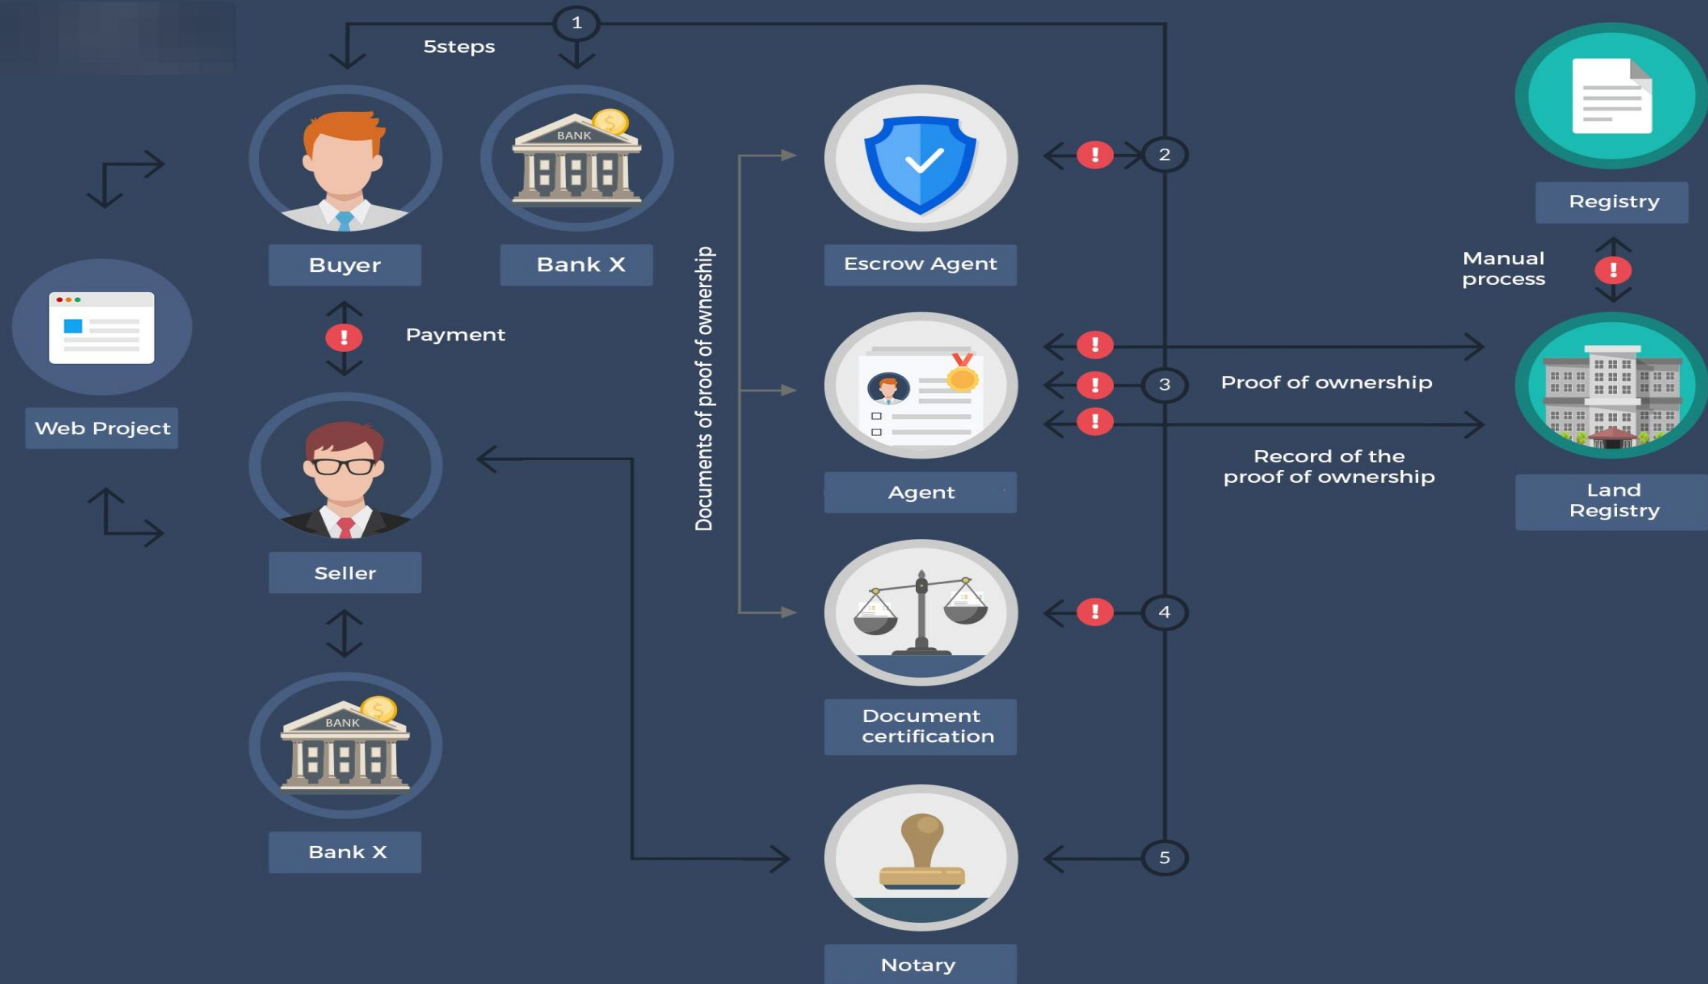 1
5steps
BANK
Buyer
Bank X
Web Project
Payment
Seller
BANK
Bank X
Documents of proof of ownership
Escrow Agent
Agent
Document
certification
Notary
2
3
4
5
Proof of ownership
Record of the
proof of ownership
Registry
Manual
process
Land
Registry